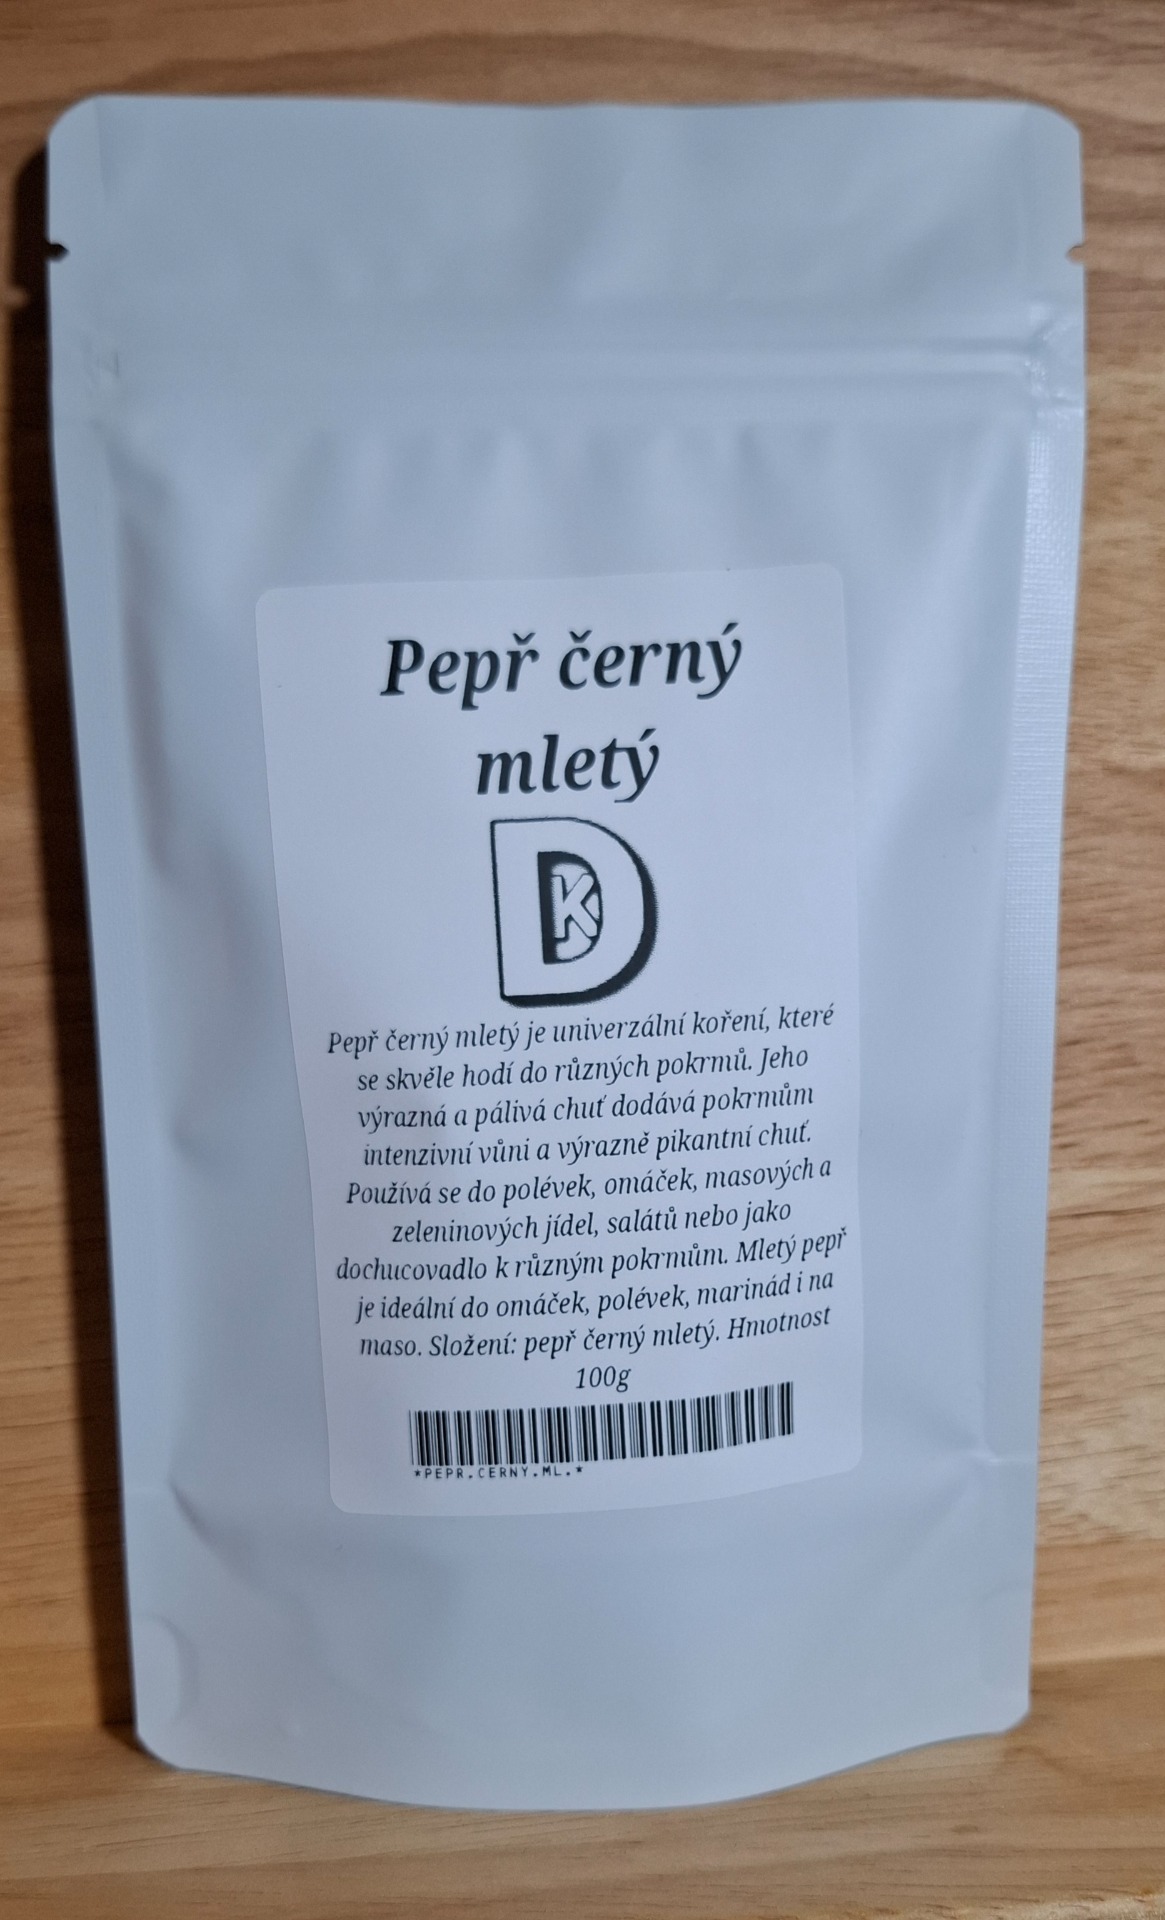 Pepř černý
mletý
DK
Pepř černý mletý je univerzální koření, které
se skvěle hodí do různých pokrmů. Jeho
výrazná a pálivá chuť dodává pokrmům
intenzivní vůni a výrazně pikantní chuť.
Používá se do polévek, omáček, masových a
zeleninových jídel, salátů nebo jako
dochucovadlo k různým pokrmům. Mletý pepř
je ideální do omáček, polévek, marinád i na
maso. Složení: pepř černý mletý. Hmotnost
100g
*PEPR.CERNY.ML.*